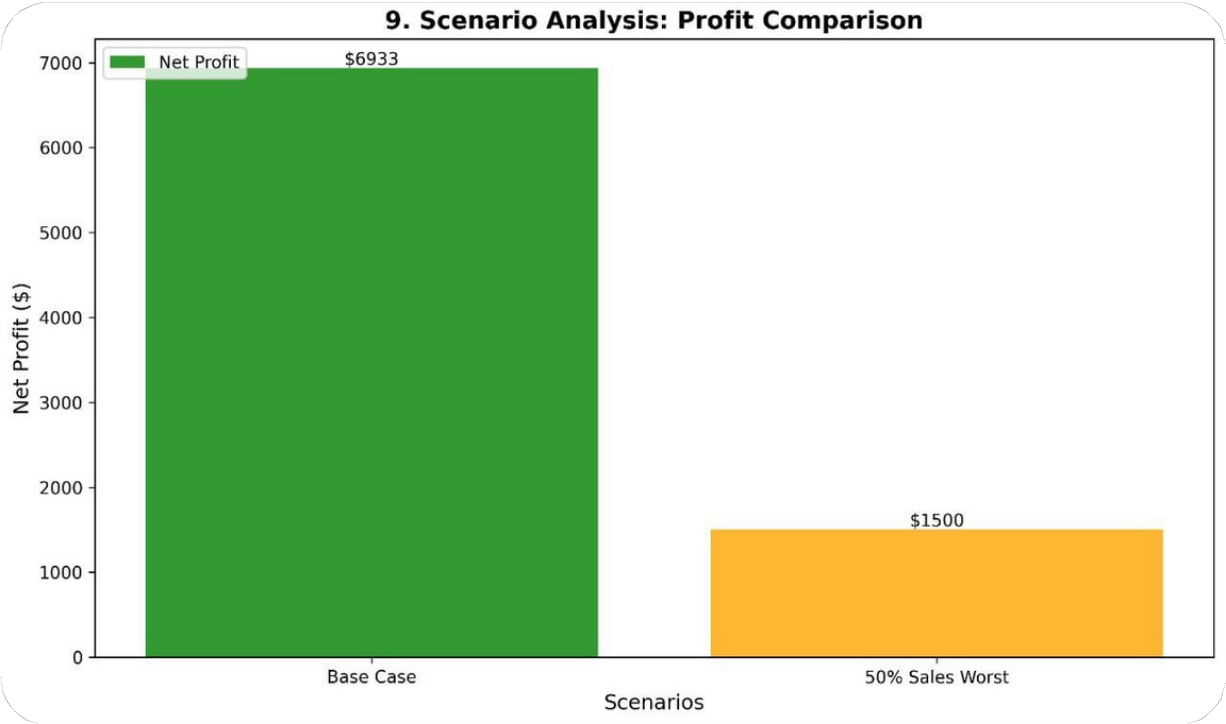 9. Scenario Analysis: Profit Comparison
Net Profit
$6933
7000
6000
5000
4000
3000
2000
1000
0
Net Profit ($)
$1500
Base Case
50% Sales Worst
Scenarios